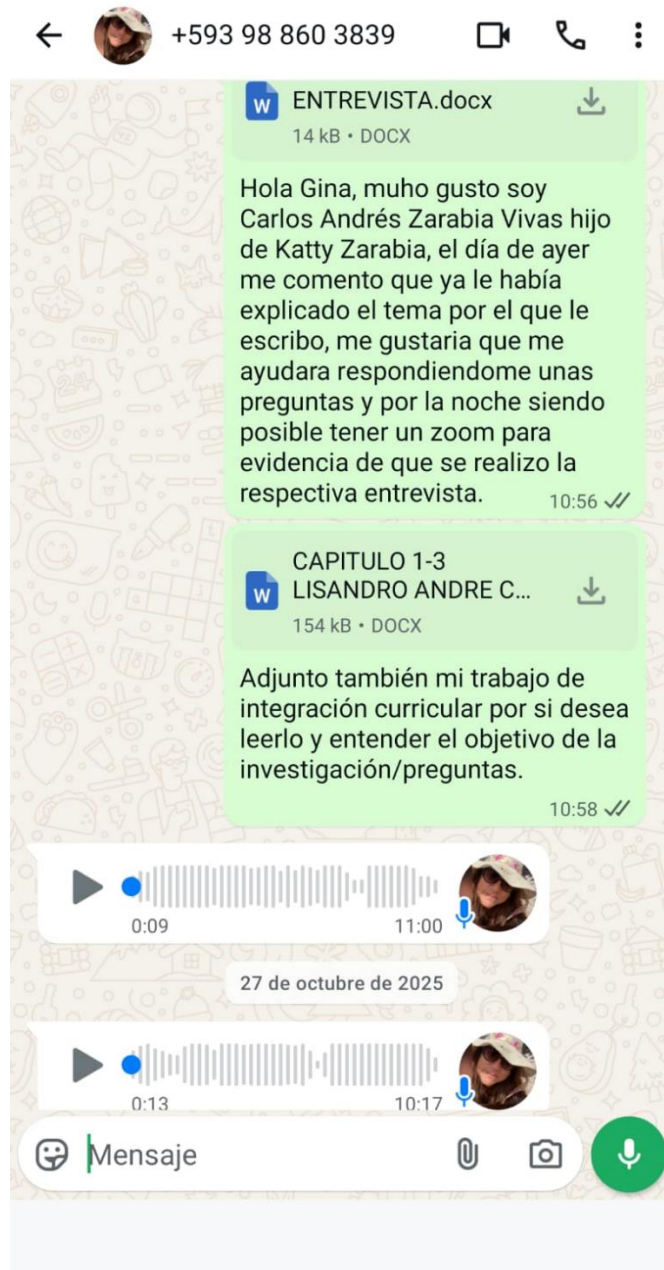 +593 98 860 3839
W ENTREVISTA.docx
14 kB • DOCX
Hola Gina, muho gusto soy
Carlos Andrés Zarabia Vivas hijo
de Katty Zarabia, el día de ayer
me comento que ya le había
explicado el tema por el que le
escribo, me gustaria que me
ayudara respondiendome unas
preguntas y por la noche siendo
posible tener un zoom para
evidencia de que se realizo la
respectiva entrevista.
10:56
CAPITULO 1-3
W LISANDRO ANDRE C...
154 kB • DOCX
Adjunto también mi trabajo de
integración curricular por si desea
leerlo y entender el objetivo de la
investigación/preguntas.
10:58
0:09 11:00
27 de octubre de 2025
0:13 10:17
Mensaje